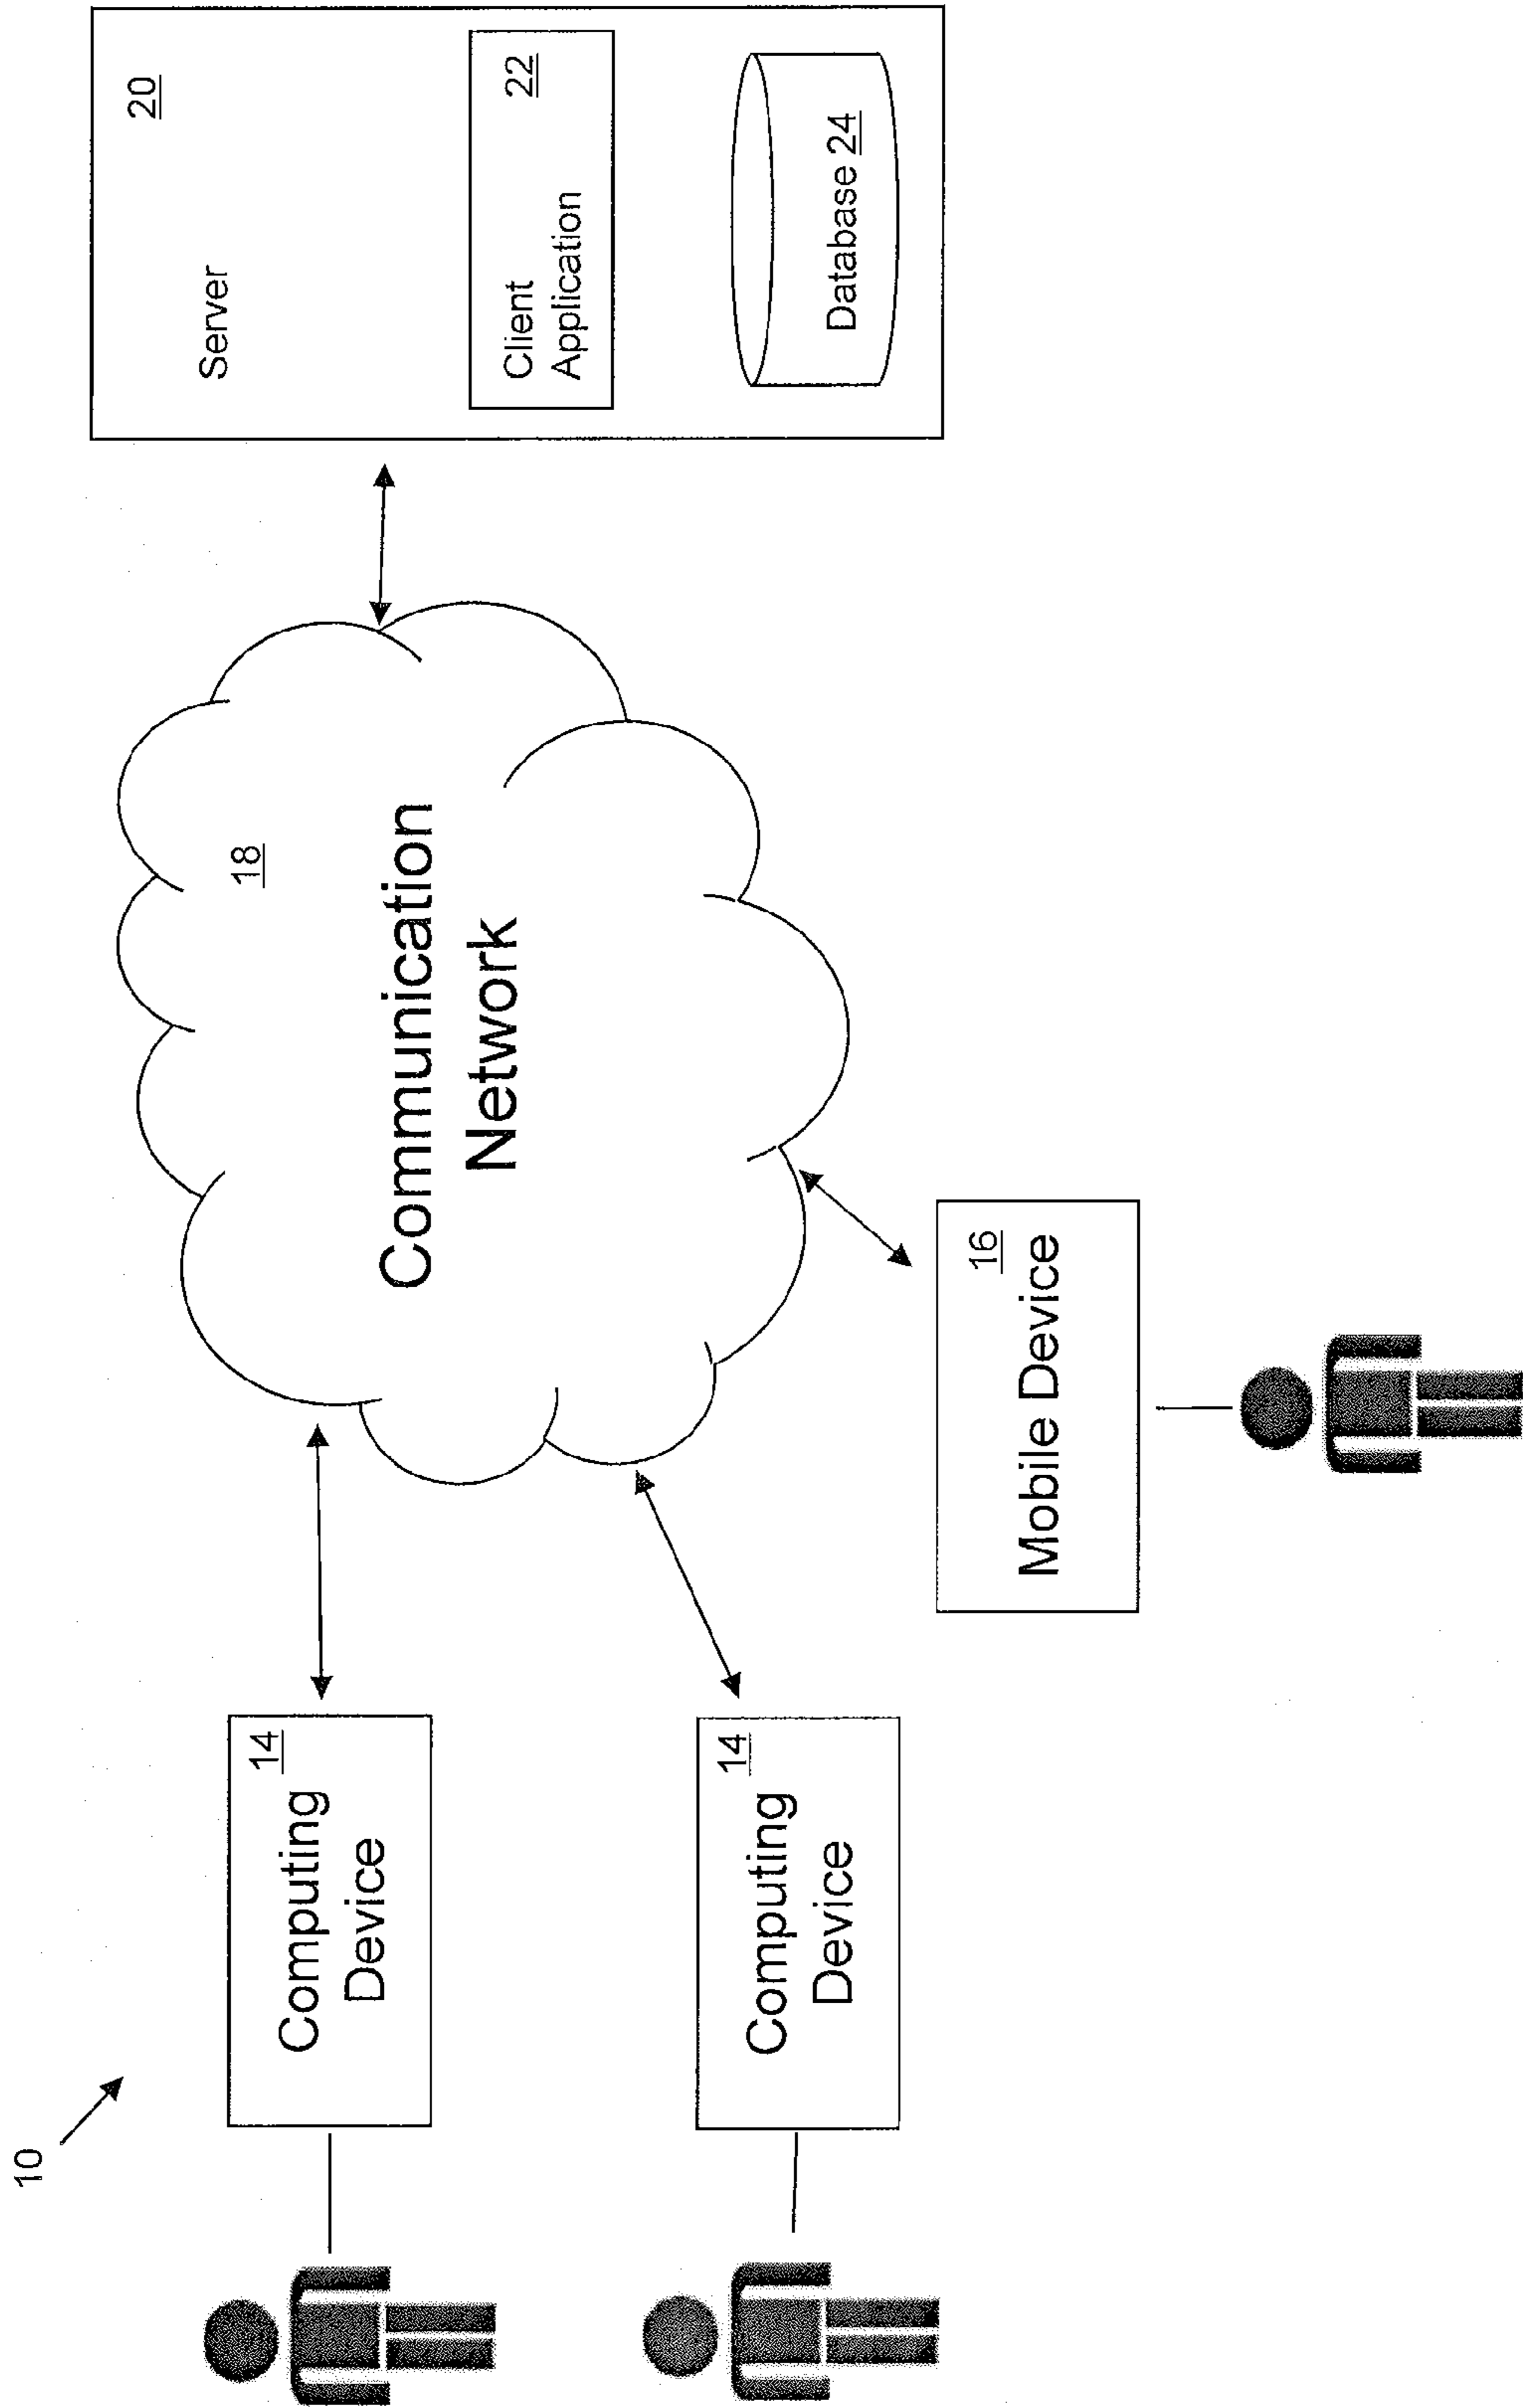 10
14
Computing
Device
14
Computing
Device
16
Mobile Device
18
Communication
Network
20
Server
Client 22
Application
Database 24